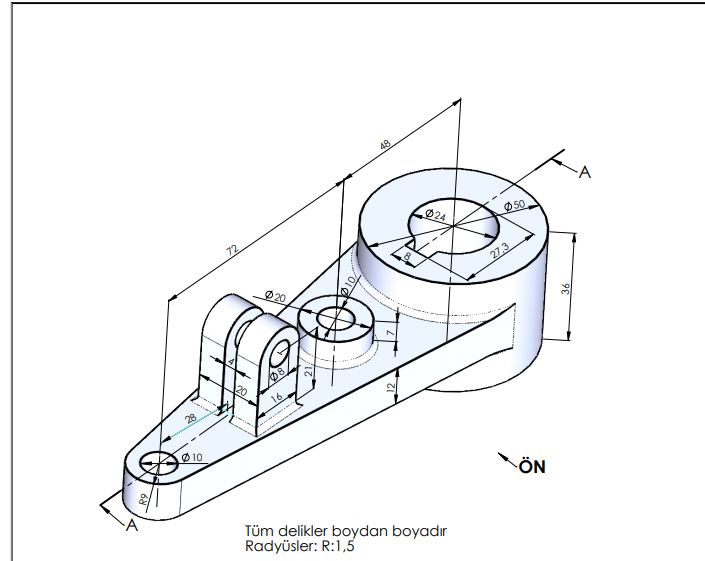 48
A
72
Ø50
Ø24
27,3
8
Ø10
Ø20
36
7
4
21
Ø8
20
16
12
28
Ø10
R9
ÖN
A
Tüm delikler boydan boyadır
Radyüsler: R:1,5